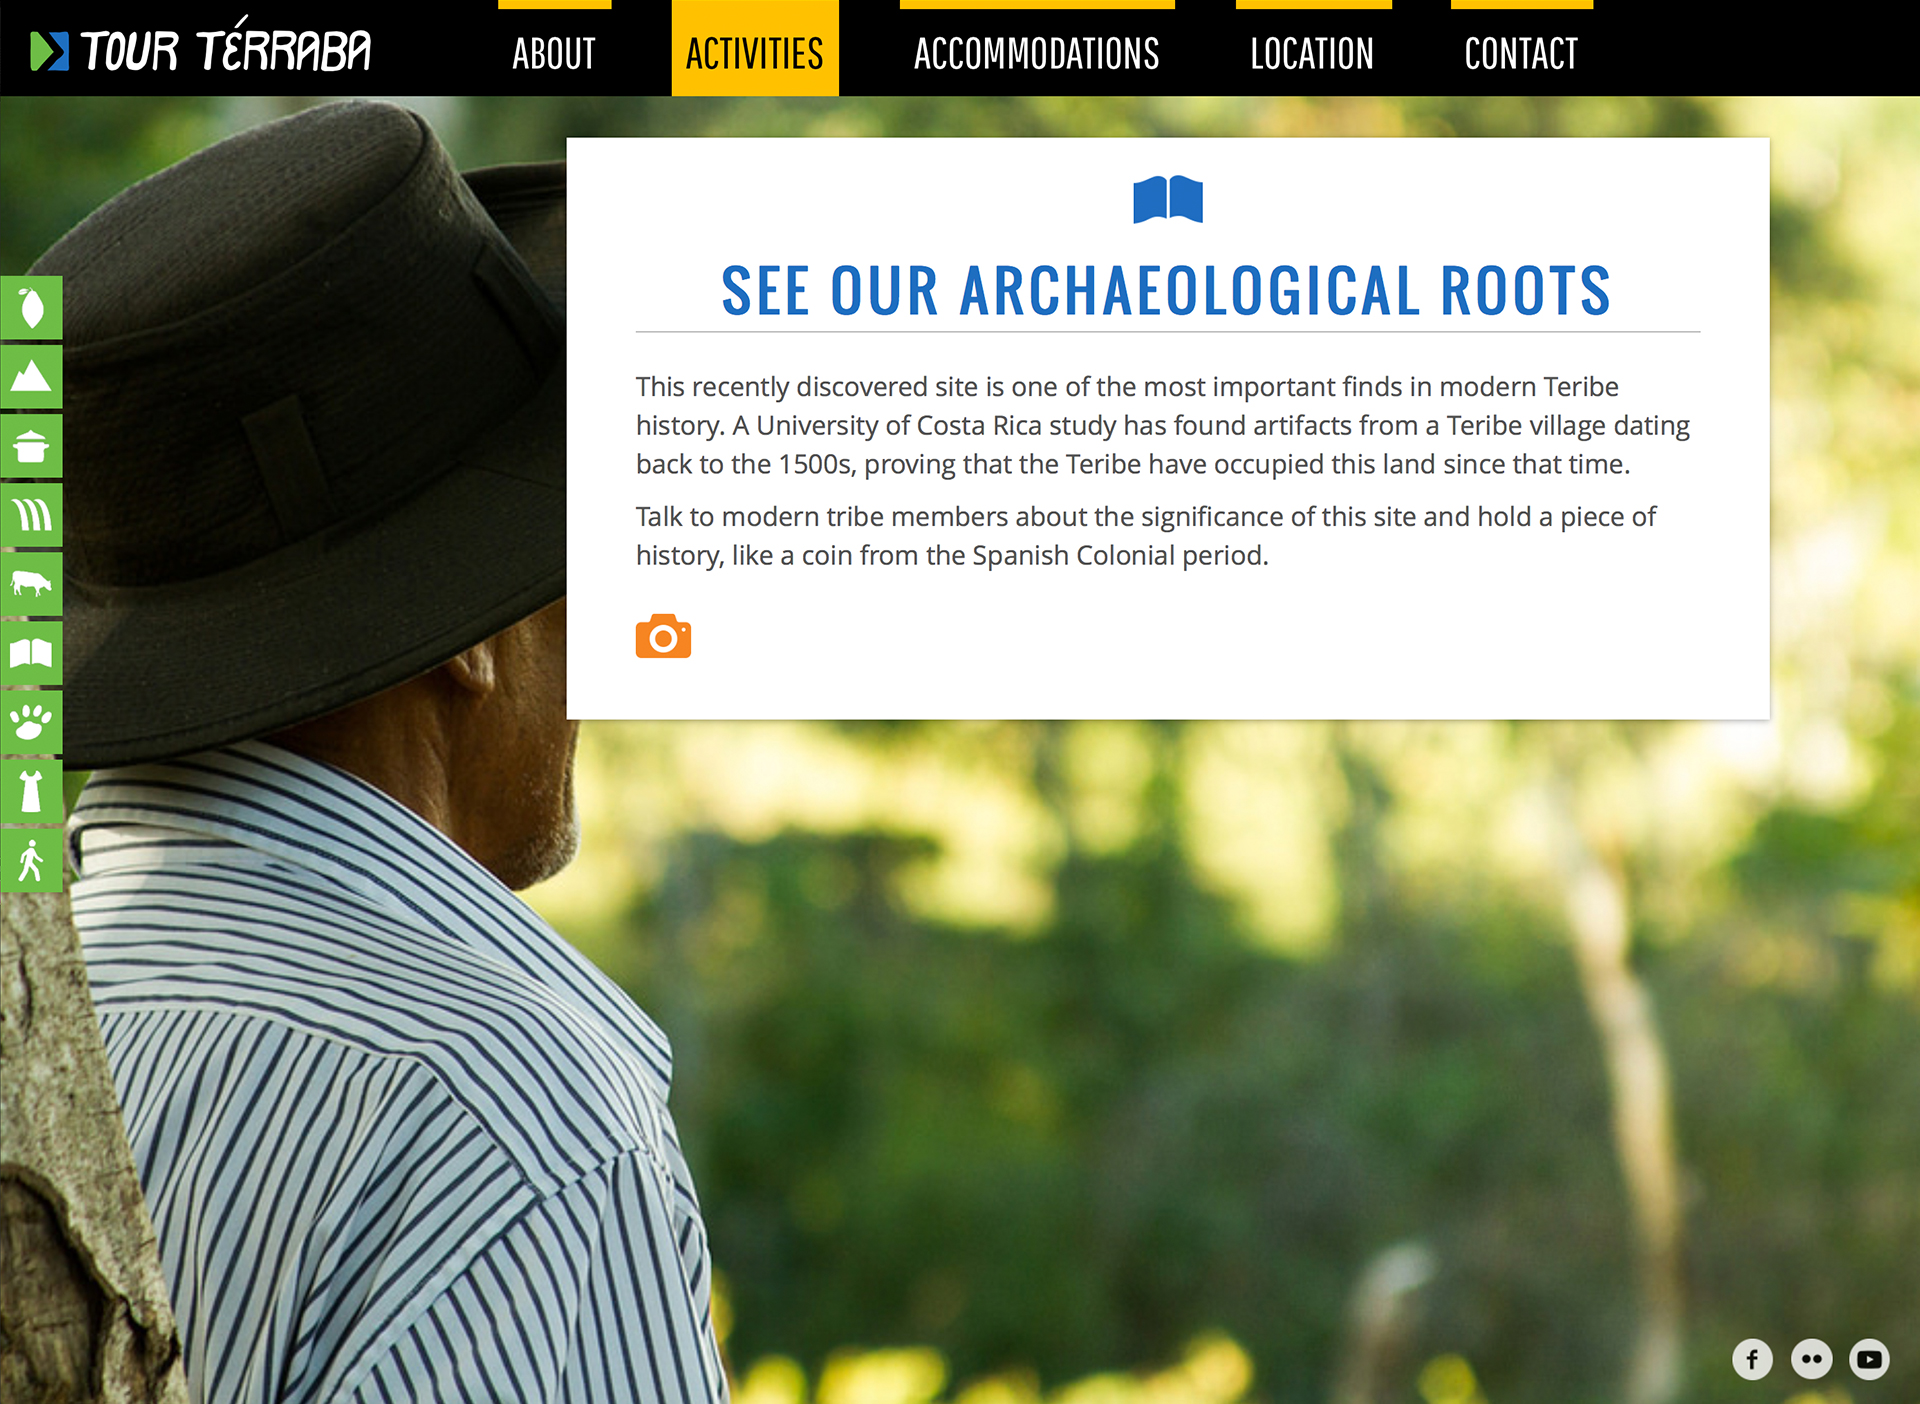 TOUR TÉRRABA
ABOUT
ACTIVITIES
ACCOMMODATIONS
LOCATION
CONTACT
SEE OUR ARCHAEOLOGICAL ROOTS
This recently discovered site is one of the most important finds in modern Teribe
history. A University of Costa Rica study has found artifacts from a Teribe village dating
back to the 1500s, proving that the Teribe have occupied this land since that time.
Talk to modern tribe members about the significance of this site and hold a piece of
history, like a coin from the Spanish Colonial period.